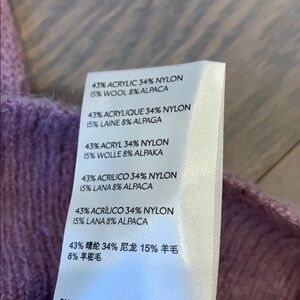 43% ACRYLIC 34% NYLON
15% WOOL 8% ALPACA
43% ACRYLIQUE 34% NYLON
15% LAINE 8% ALPAGA
43% ACRYL 34% NYLON
15% WOLLE 8% ALPAKA
43% ACRILICO 34% NYLON
15% LANA 8% ALPACA
43% ACRÍLICO 34% NYLON
15% LANA 8% ALPACA
43% 晴纶 34% 尼龙 15% 羊毛
8% 羊驼毛